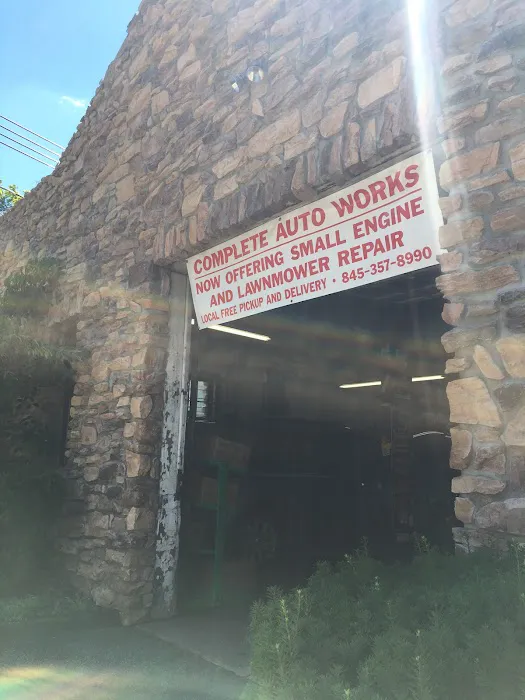 COMPLETE AUTO WORKS
NOW OFFERING SMALL ENGINE
AND LAWNMOWER REPAIR
LOCAL FREE PICKUP AND DELIVERY • 845-357-8990